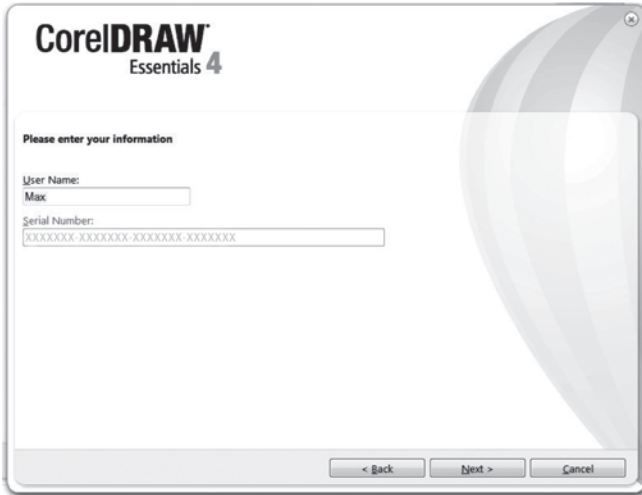 CorelDRAW
Essentials 4
Please enter your information
User Name:
Max
Serial Number:
XXXXXXX-XXXXXXX-XXXXXXX-XXXXXXX
< Back Next > Cancel